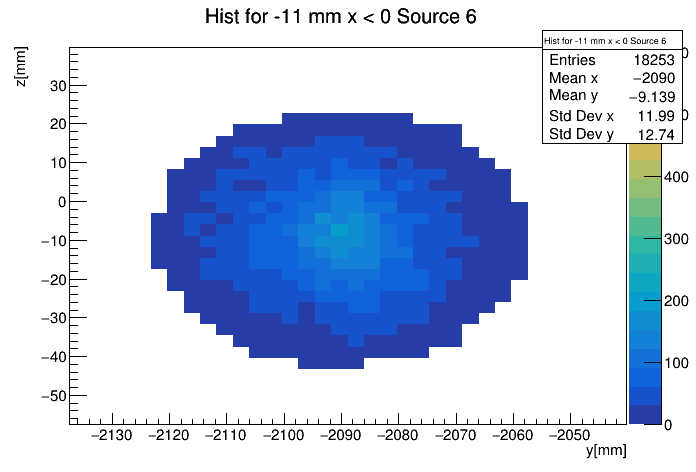 Hist for -11 mm x < 0 Source 6
Hist for -11 mm x < 0 Source 6
Entries 18253
Mean x −2090
Mean y −9.139
Std Dev x 11.99
Std Dev y 12.74
z[mm]
30
20
10
0
−10
−20
−30
−40
−50
−2130 −2120 −2110 −2100 −2090 −2080 −2070 −2060 −2050
y[mm]
400
300
200
100
0